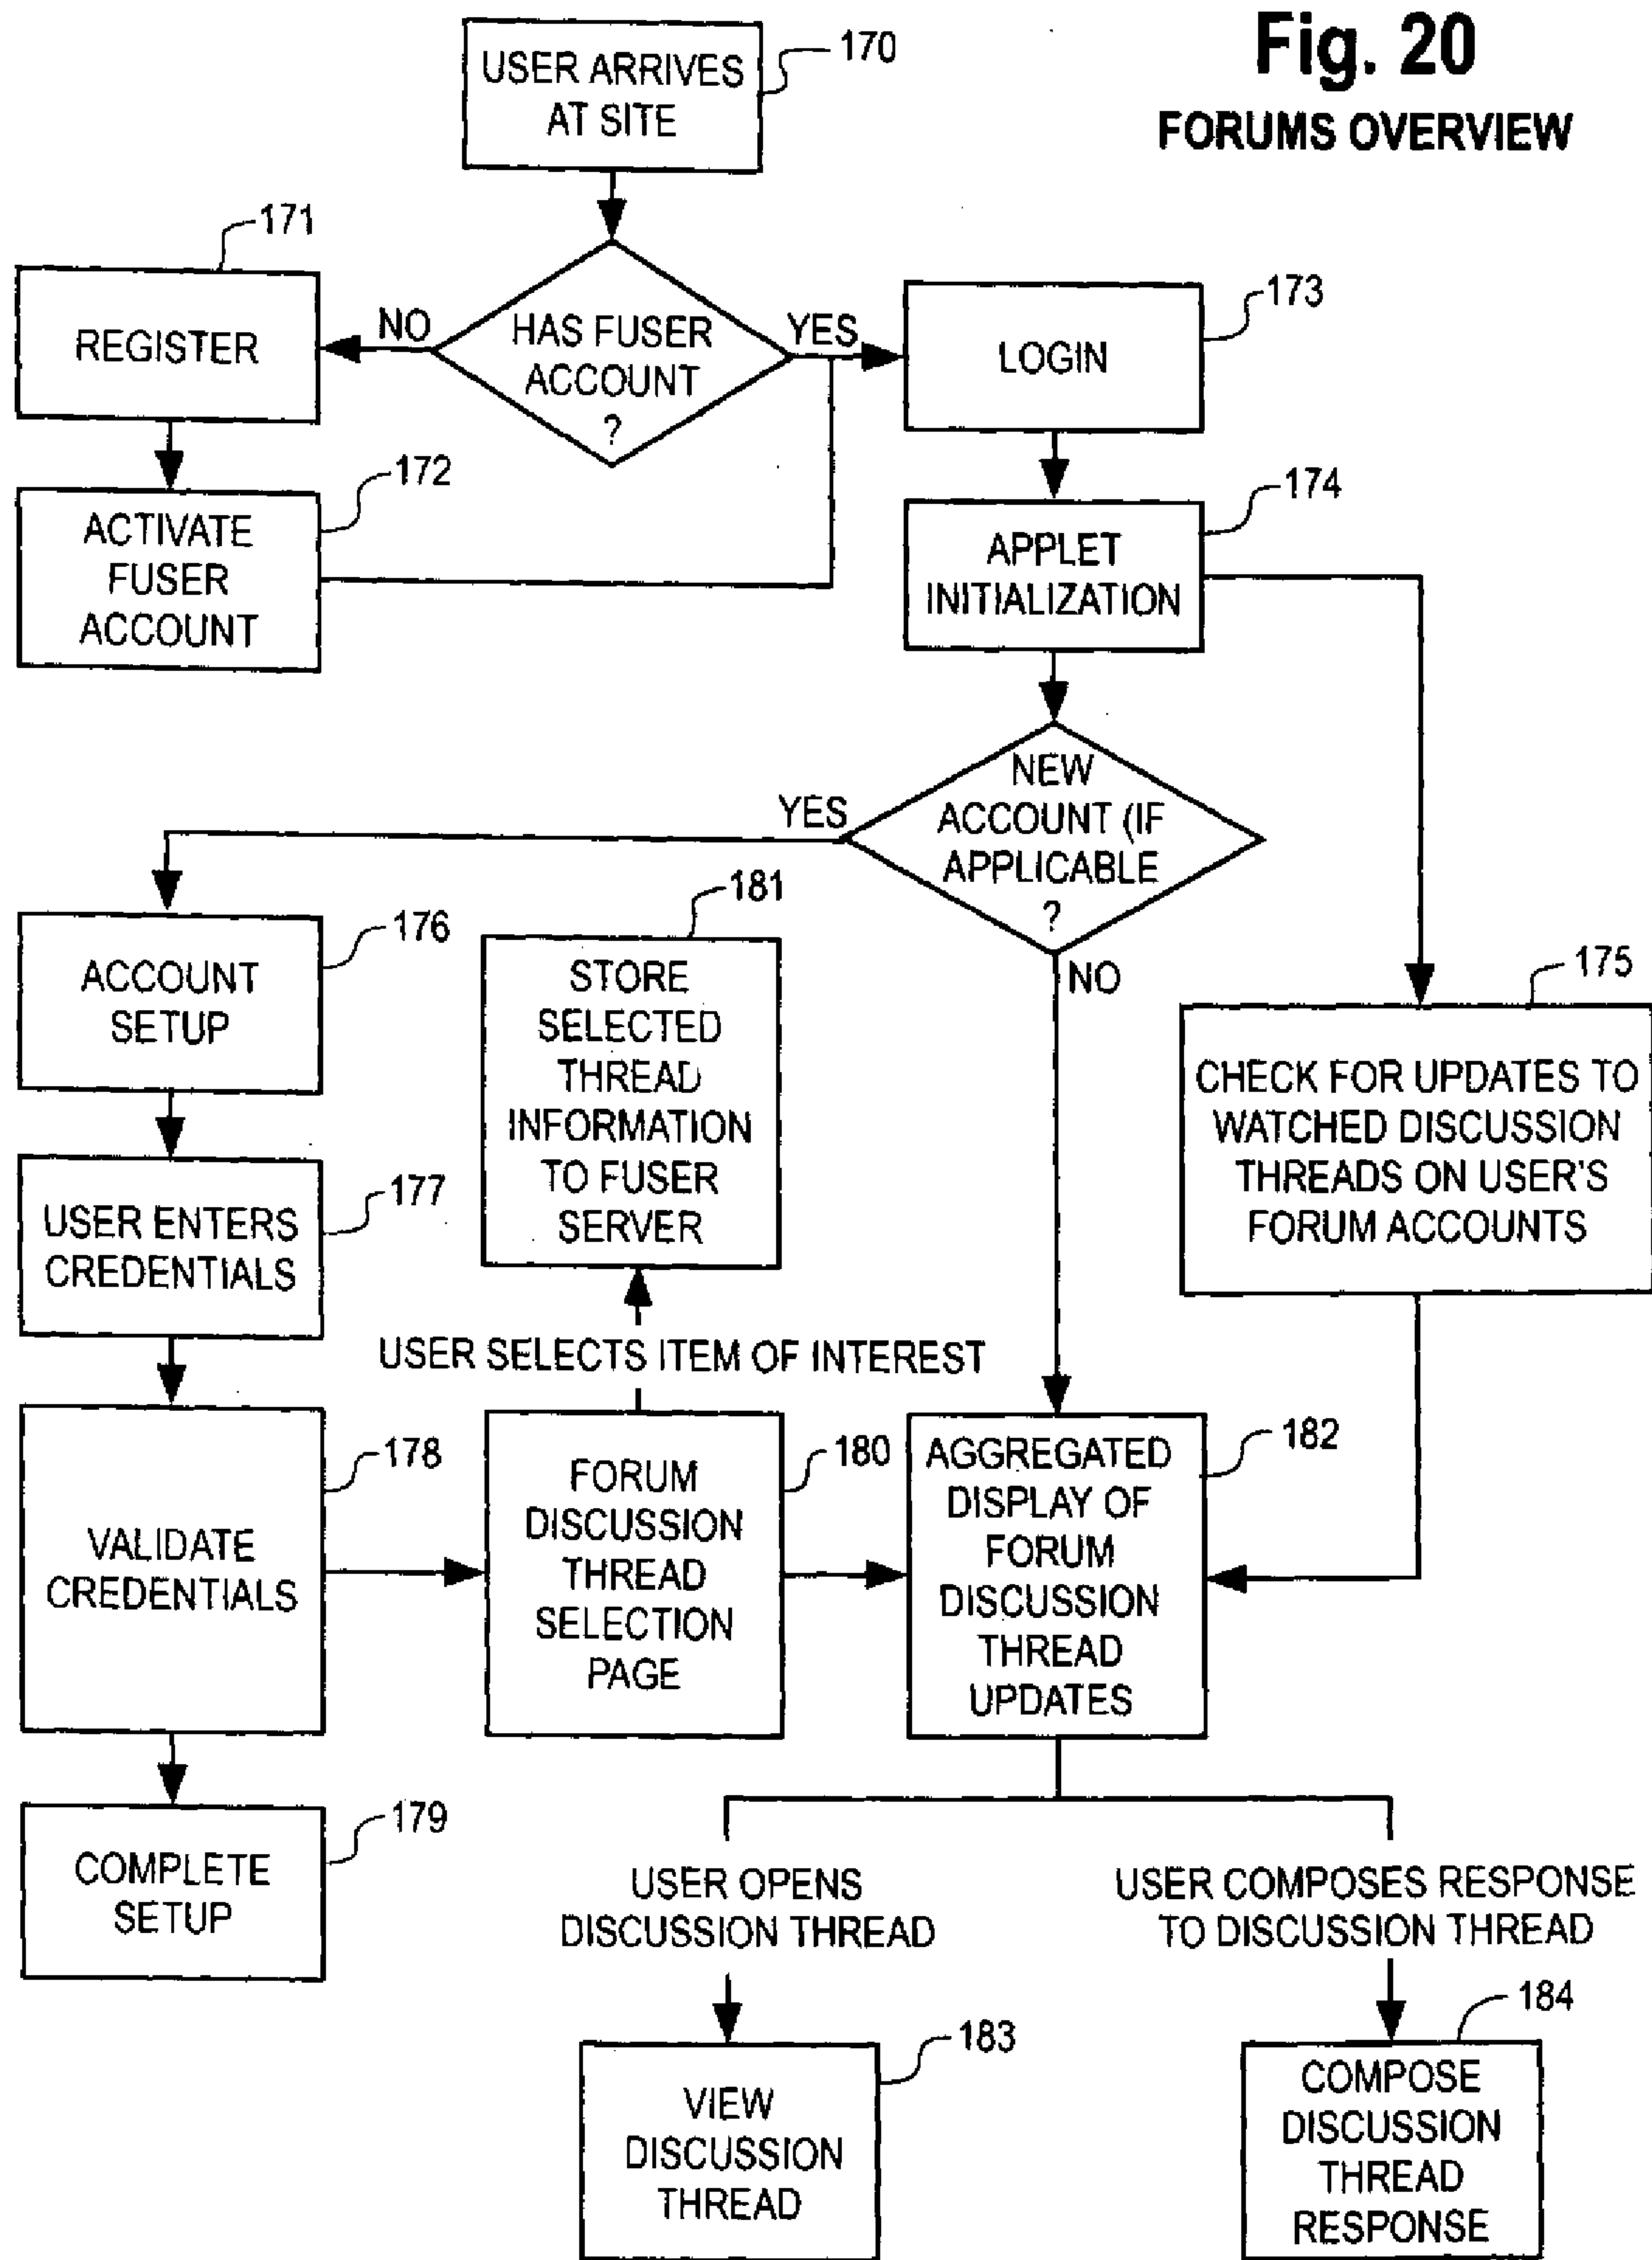 Fig. 20
FORUMS OVERVIEW
USER ARRIVES
AT SITE
170
HAS FUSER
ACCOUNT
?
NO
YES
171
REGISTER
172
ACTIVATE
FUSER
ACCOUNT
173
LOGIN
174
APPLET
INITIALIZATION
NEW
ACCOUNT (IF
APPLICABLE
?
YES
NO
175
CHECK FOR UPDATES TO
WATCHED DISCUSSION
THREADS ON USER'S
FORUM ACCOUNTS
176
ACCOUNT
SETUP
177
USER ENTERS
CREDENTIALS
178
VALIDATE
CREDENTIALS
179
COMPLETE
SETUP
181
STORE
SELECTED
THREAD
INFORMATION
TO FUSER
SERVER
USER SELECTS ITEM OF INTEREST
180
FORUM
DISCUSSION
THREAD
SELECTION
PAGE
182
AGGREGATED
DISPLAY OF
FORUM
DISCUSSION
THREAD
UPDATES
USER OPENS
DISCUSSION THREAD
183
VIEW
DISCUSSION
THREAD
USER COMPOSES RESPONSE
TO DISCUSSION THREAD
184
COMPOSE
DISCUSSION
THREAD
RESPONSE